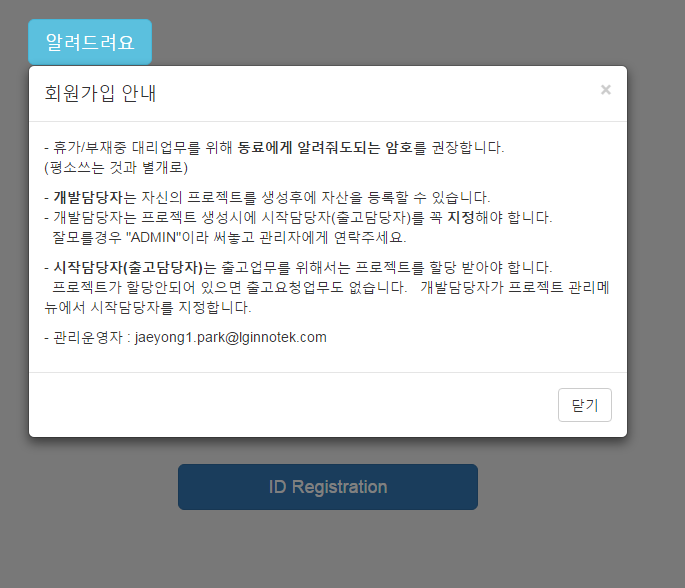 알려드려요
회원가입 안내
×
- 휴가/부재중 대리업무를 위해 동료에게 알려줘도되는 암호를 권장합니다.
(평소쓰는 것과 별개로)
- 개발담당자는 자신의 프로젝트를 생성후에 자산을 등록할 수 있습니다.
- 개발담당자는 프로젝트 생성시에 시작담당자(출고담당자)를 꼭 지정해야 합니다.
잘모를경우 "ADMIN"이라 써놓고 관리자에게 연락주세요.
- 시작담당자(출고담당자)는 출고업무를 위해서는 프로젝트를 할당 받아야 합니다.
프로젝트가 할당안되어 있으면 출고요청업무도 없습니다. 개발담당자가 프로젝트 관리메
뉴에서 시작담당자를 지정합니다.
- 관리운영자 : jaeyong1.park@lginnotek.com
닫기
ID Registration